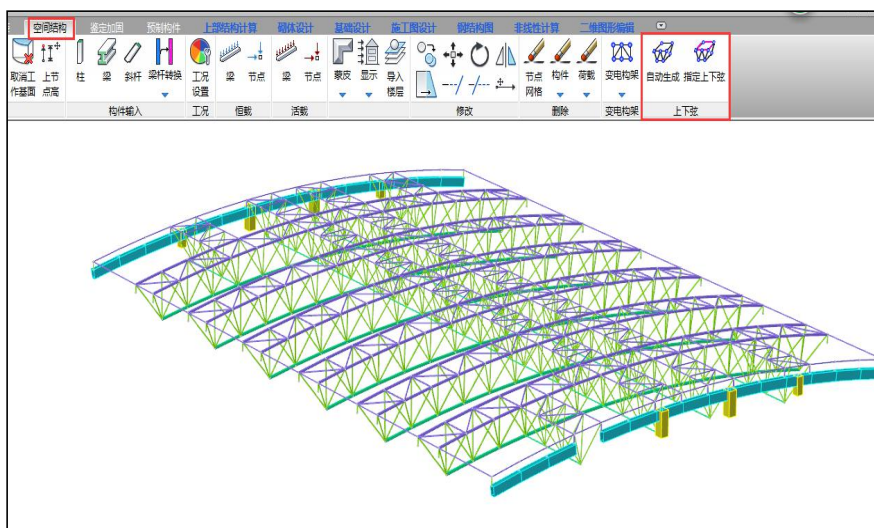 空间结构 鉴定加固 预制构件 上部结构计算 砌体设计 基础设计 施工图设计 钢结构图 非线性计算 二维图形编辑
取消工 上节 柱 梁 斜杆 梁杆转换 工况 梁 节点 梁 节点 蒙皮 显示 导入 节点 构件 荷载 变电构架 自动生成 指定上下弦
作基面 点高 设置 楼层 网格
构件输入 工况 恒载 活载 修改 删除 变电构架 上下弦